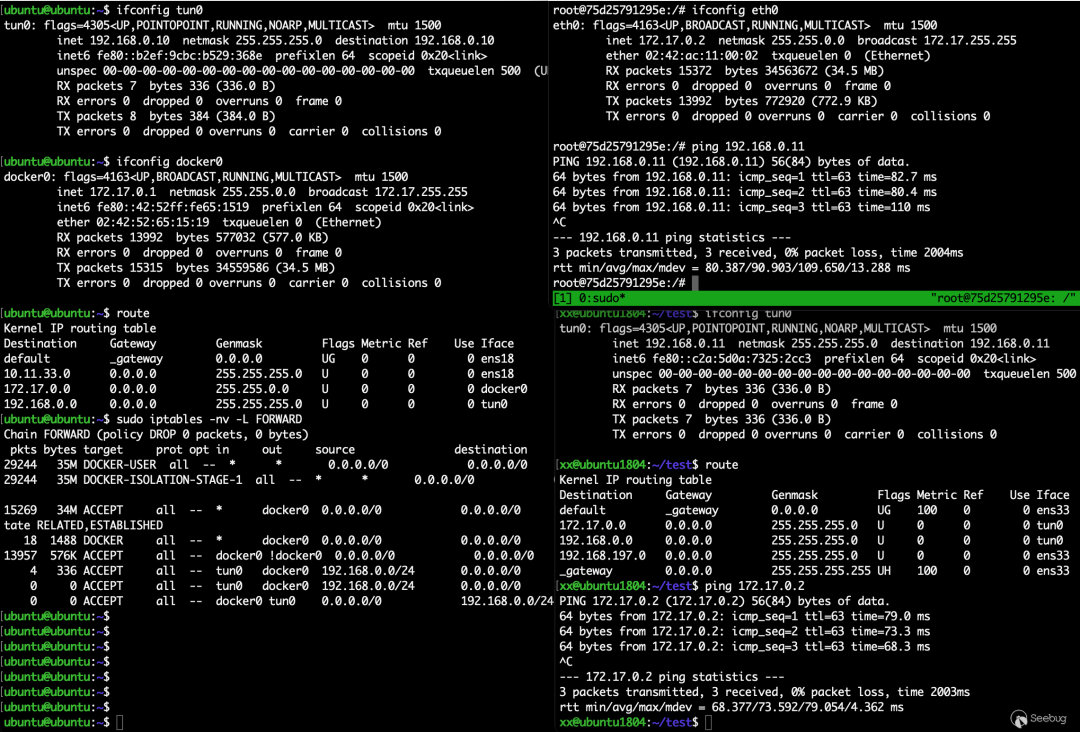 [ubuntu@ubuntu:~$ ifconfig tun0
tun0: flags=4305<UP,POINTOPOINT,RUNNING,NOARP,MULTICAST>  mtu 1500
inet 192.168.0.10  netmask 255.255.255.0  destination 192.168.0.10
inet6 fe80::b2ef:9cbc:b529:368e  prefixlen 64  scopeid 0x20<link>
unspec 00-00-00-00-00-00-00-00-00-00-00-00-00-00-00-00  txqueuelen 500  (U
RX packets 7  bytes 336 (336.0 B)
RX errors 0  dropped 0  overruns 0  frame 0
TX packets 8  bytes 384 (384.0 B)
TX errors 0  dropped 0 overruns 0  carrier 0  collisions 0
[ubuntu@ubuntu:~$ ifconfig docker0
docker0: flags=4163<UP,BROADCAST,RUNNING,MULTICAST>  mtu 1500
inet 172.17.0.1  netmask 255.255.0.0  broadcast 172.17.255.255
inet6 fe80::42:52ff:fe65:1519  prefixlen 64  scopeid 0x20<link>
ether 02:42:52:65:15:19  txqueuelen 0  (Ethernet)
RX packets 13992  bytes 577032 (577.0 KB)
RX errors 0  dropped 0  overruns 0  frame 0
TX packets 15315  bytes 34559586 (34.5 MB)
TX errors 0  dropped 0 overruns 0  carrier 0  collisions 0
[ubuntu@ubuntu:~$ route
Kernel IP routing table
Destination     Gateway         Genmask         Flags Metric Ref    Use Iface
default         _gateway        0.0.0.0         UG    0      0        0 ens18
10.11.33.0      0.0.0.0         255.255.255.0   U     0      0        0 ens18
172.17.0.0      0.0.0.0         255.255.0.0     U     0      0        0 docker0
192.168.0.0     0.0.0.0         255.255.255.0   U     0      0        0 tun0
[ubuntu@ubuntu:~$ sudo iptables -nv -L FORWARD
Chain FORWARD (policy DROP 0 packets, 0 bytes)
pkts bytes target     prot opt in     out     source               destination
29244   35M DOCKER-USER  all  --  *      *       0.0.0.0/0            0.0.0.0/0
29244   35M DOCKER-ISOLATION-STAGE-1  all  --  *      *       0.0.0.0/0
15269   34M ACCEPT     all  --  *      docker0  0.0.0.0/0            0.0.0.0/0
tate RELATED,ESTABLISHED
18  1488 DOCKER     all  --  *      docker0  0.0.0.0/0            0.0.0.0/0
13957  576K ACCEPT     all  --  docker0 !docker0  0.0.0.0/0            0.0.0.0/0
4   336 ACCEPT     all  --  tun0   docker0  192.168.0.0/24       0.0.0.0/0
0     0 ACCEPT     all  --  tun0   docker0  192.168.0.0/24       0.0.0.0/0
0     0 ACCEPT     all  --  docker0 tun0    0.0.0.0/0            192.168.0.0/24
[ubuntu@ubuntu:~$
[ubuntu@ubuntu:~$
[ubuntu@ubuntu:~$
[ubuntu@ubuntu:~$
[ubuntu@ubuntu:~$
[ubuntu@ubuntu:~$
[ubuntu@ubuntu:~$
ubuntu@ubuntu:~$
root@75d25791295e:/# ifconfig eth0
eth0: flags=4163<UP,BROADCAST,RUNNING,MULTICAST>  mtu 1500
inet 172.17.0.2  netmask 255.255.0.0  broadcast 172.17.255.255
ether 02:42:ac:11:00:02  txqueuelen 0  (Ethernet)
RX packets 15372  bytes 34563672 (34.5 MB)
RX errors 0  dropped 0  overruns 0  frame 0
TX packets 13992  bytes 772920 (772.9 KB)
TX errors 0  dropped 0 overruns 0  carrier 0  collisions 0
root@75d25791295e:/# ping 192.168.0.11
PING 192.168.0.11 (192.168.0.11) 56(84) bytes of data.
64 bytes from 192.168.0.11: icmp_seq=1 ttl=63 time=82.7 ms
64 bytes from 192.168.0.11: icmp_seq=2 ttl=63 time=80.4 ms
64 bytes from 192.168.0.11: icmp_seq=3 ttl=63 time=110 ms
^C
--- 192.168.0.11 ping statistics ---
3 packets transmitted, 3 received, 0% packet loss, time 2004ms
rtt min/avg/max/mdev = 80.387/90.903/109.650/13.288 ms
root@75d25791295e:/#
[1] 0:sudo* "root@75d25791295e: /"
[xx@ubuntu1804:~/test$ ifconfig tun0
tun0: flags=4305<UP,POINTOPOINT,RUNNING,NOARP,MULTICAST>  mtu 1500
inet 192.168.0.11  netmask 255.255.255.0  destination 192.168.0.11
inet6 fe80::c2a:5d0a:7325:2cc3  prefixlen 64  scopeid 0x20<link>
unspec 00-00-00-00-00-00-00-00-00-00-00-00-00-00-00-00  txqueuelen 500
RX packets 7  bytes 336 (336.0 B)
RX errors 0  dropped 0  overruns 0  frame 0
TX packets 7  bytes 336 (336.0 B)
TX errors 0  dropped 0 overruns 0  carrier 0  collisions 0
[xx@ubuntu1804:~/test$ route
Kernel IP routing table
Destination     Gateway         Genmask         Flags Metric Ref    Use Iface
default         _gateway        0.0.0.0         UG    100    0        0 ens33
172.17.0.0      0.0.0.0         255.255.255.0   U     0      0        0 tun0
192.168.0.0     0.0.0.0         255.255.255.0   U     0      0        0 tun0
192.168.197.0   0.0.0.0         255.255.255.0   U     0      0        0 ens33
_gateway        0.0.0.0         255.255.255.255 UH    100    0        0 ens33
[xx@ubuntu1804:~/test$ ping 172.17.0.2
PING 172.17.0.2 (172.17.0.2) 56(84) bytes of data.
64 bytes from 172.17.0.2: icmp_seq=1 ttl=63 time=79.0 ms
64 bytes from 172.17.0.2: icmp_seq=2 ttl=63 time=73.3 ms
64 bytes from 172.17.0.2: icmp_seq=3 ttl=63 time=68.3 ms
^C
--- 172.17.0.2 ping statistics ---
3 packets transmitted, 3 received, 0% packet loss, time 2003ms
rtt min/avg/max/mdev = 68.377/73.592/79.054/4.362 ms
xx@ubuntu1804:~/test$
Seebug